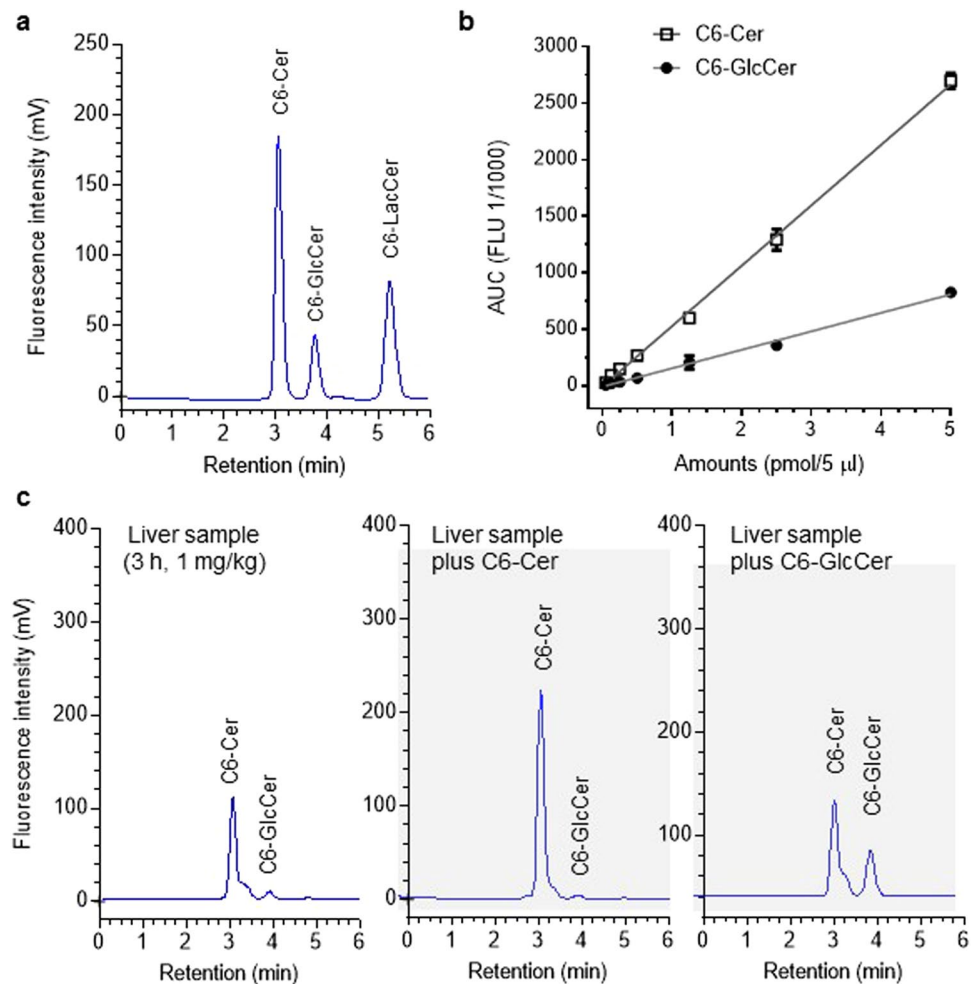 a
250
200
150
100
50
0
Fluorescence intensity (mV)
C6-Cer
C6-GlcCer
C6-LacCer
0 1 2 3 4 5 6
Retention (min)
b
C6-Cer
C6-GlcCer
3000
2500
2000
1500
1000
500
0
AUC (FLU 1/1000)
0 1 2 3 4 5
Amounts (pmol/5 µl)
c
Liver sample
(3 h, 1 mg/kg)
400
300
200
100
0
Fluorescence intensity (mV)
C6-Cer
C6-GlcCer
0 1 2 3 4 5 6
Retention (min)
Liver sample
plus C6-Cer
400
300
200
100
0
C6-Cer
C6-GlcCer
0 1 2 3 4 5 6
Retention (min)
Liver sample
plus C6-GlcCer
400
300
200
100
C6-Cer
C6-GlcCer
0 1 2 3 4 5 6
Retention (min)